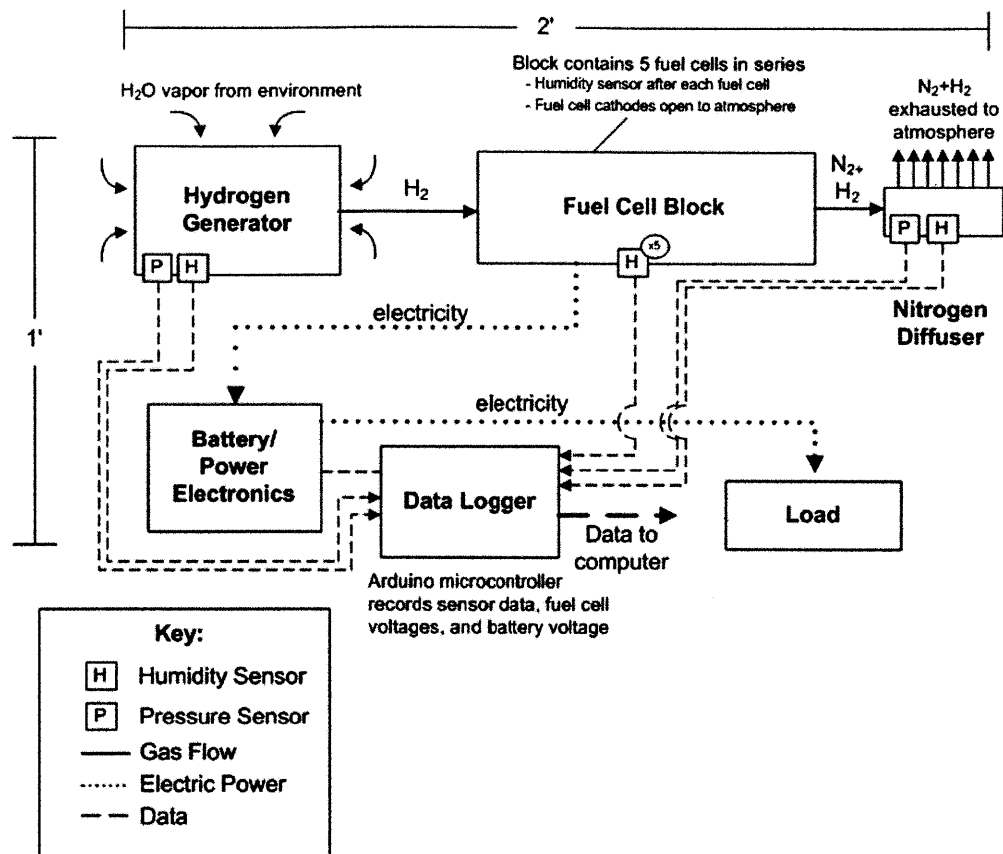 2'
Block contains 5 fuel cells in series
- Humidity sensor after each fuel cell
- Fuel cell cathodes open to atmosphere
H2O vapor from environment
N2+H2
exhausted to
atmosphere
1'
Hydrogen
Generator
H2
Fuel Cell Block
N2+
H2
P
H
P
H
H
x5
Nitrogen
Diffuser
electricity
electricity
Battery/
Power
Electronics
Data Logger
Load
Data to
computer
Arduino microcontroller
records sensor data, fuel cell
voltages, and battery voltage
Key:
H Humidity Sensor
P Pressure Sensor
Gas Flow
Electric Power
Data